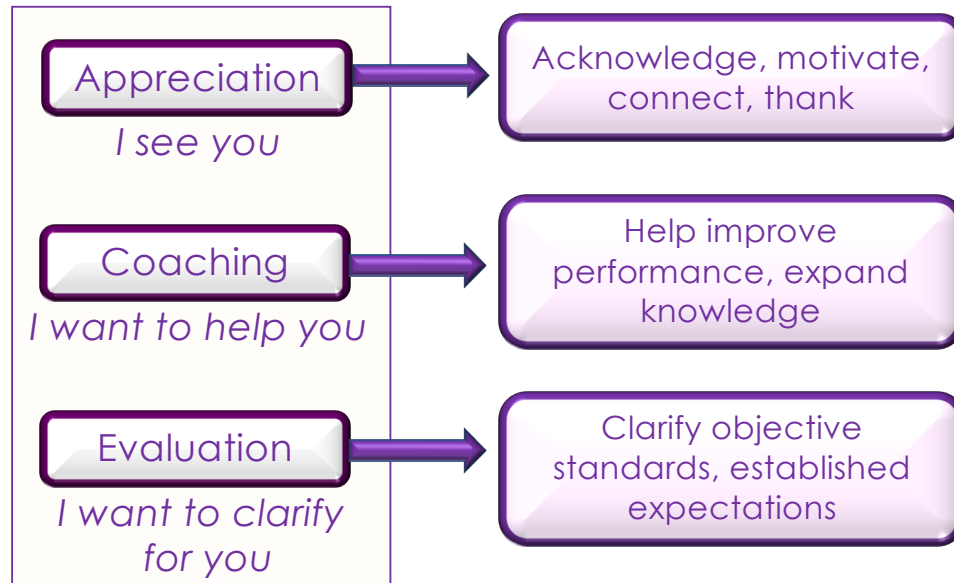 Appreciation
I see you
Acknowledge, motivate,
connect, thank
Coaching
I want to help you
Help improve
performance, expand
knowledge
Evaluation
I want to clarify
for you
Clarify objective
standards, established
expectations